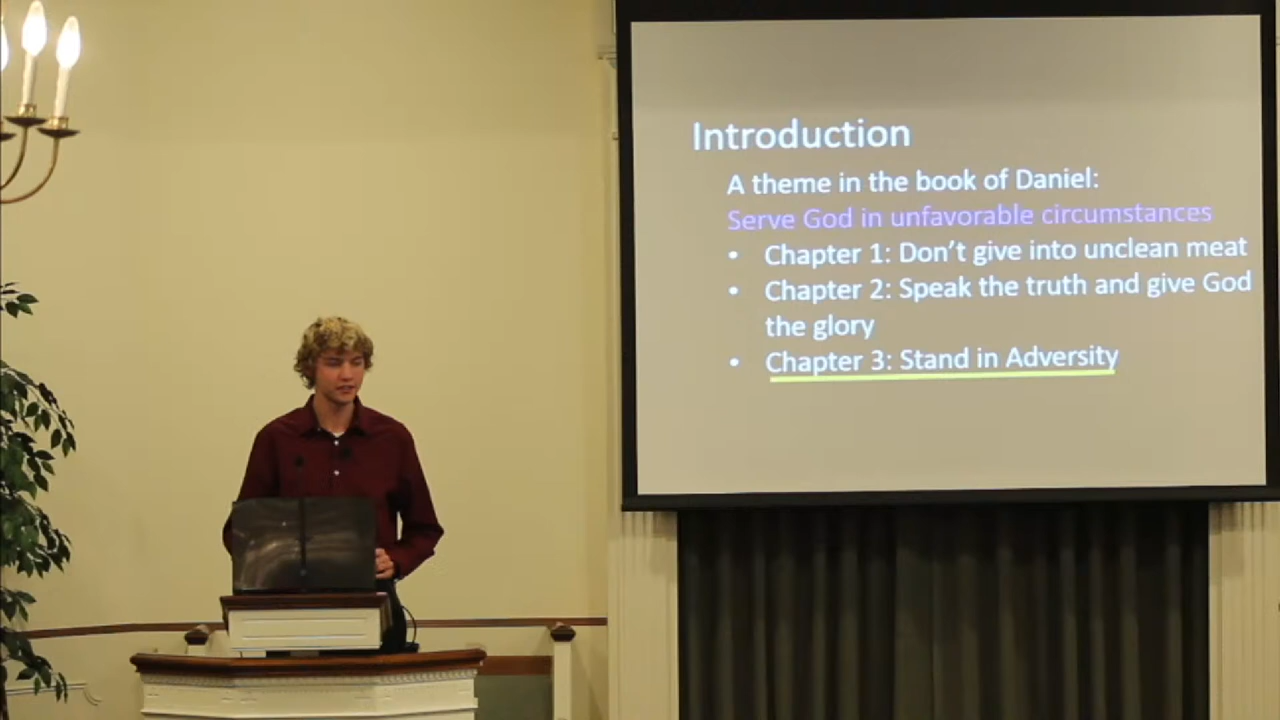 Introduction
A theme in the book of Daniel:
Serve God in unfavorable circumstances
• Chapter 1: Don't give into unclean meat
• Chapter 2: Speak the truth and give God
the glory
• Chapter 3: Stand in Adversity